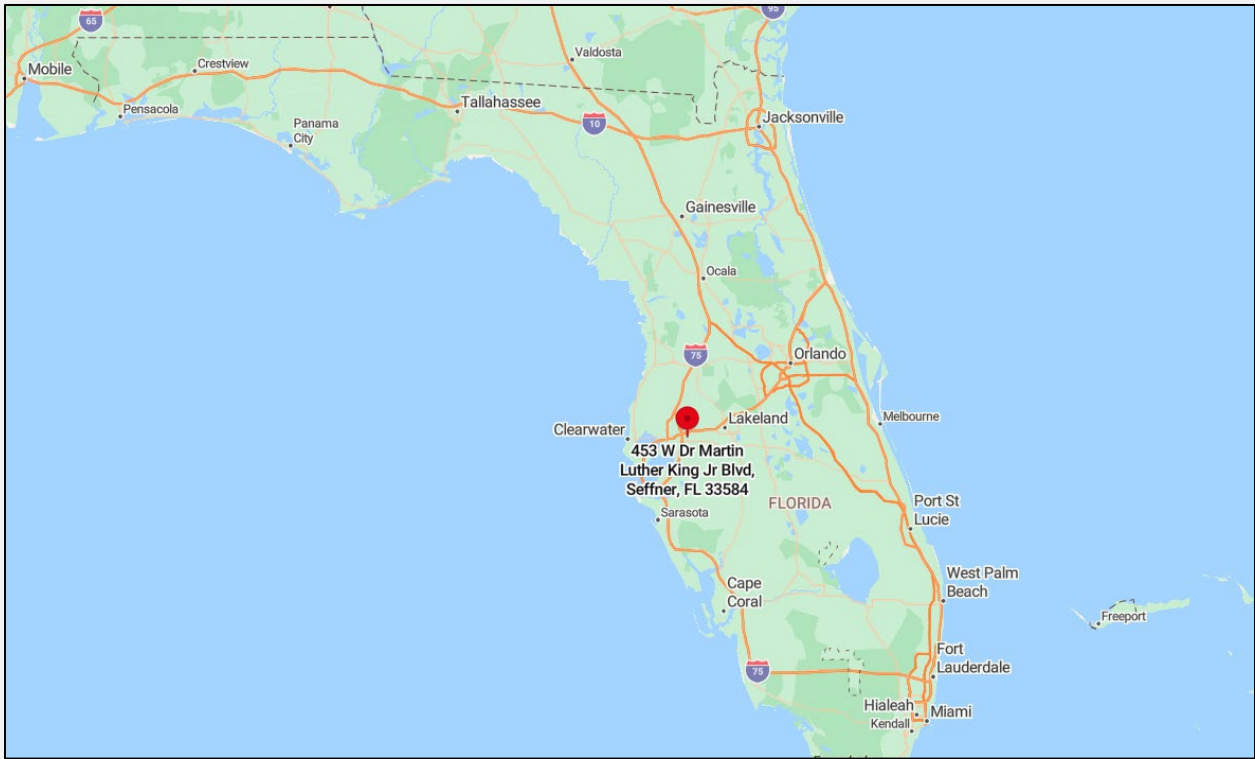 65
95
Valdosta
Crestview
Mobile
Tallahassee
Pensacola
Panama
City
10
Jacksonville
Gainesville
Ocala
75
Orlando
Clearwater
Lakeland
Melbourne
453 W Dr Martin
Luther King Jr Blvd,
Seffner, FL 33584
FLORIDA
Sarasota
Port St
Lucie
West Palm
Beach
Cape
Coral
Freeport
75
Fort
Lauderdale
Hialeah
Miami
Kendall